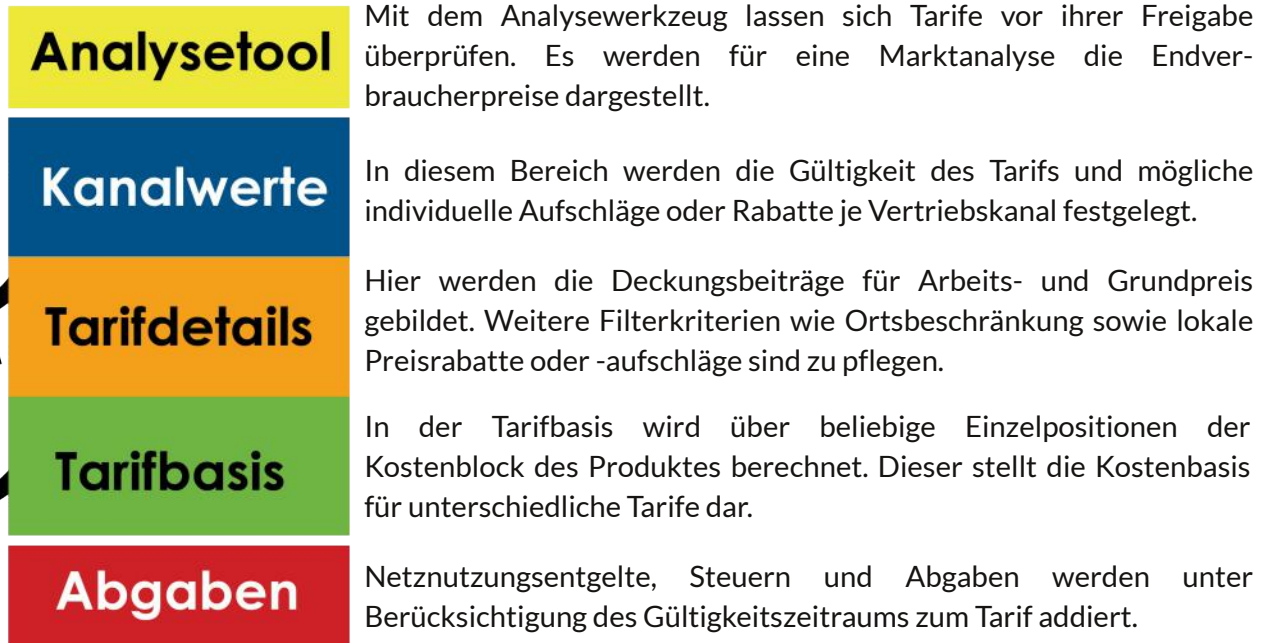 Analysetool
Mit dem Analysewerkzeug lassen sich Tarife vor ihrer Freigabe
überprüfen. Es werden für eine Marktanalyse die Endver-
braucherpreise dargestellt.
Kanalwerte
In diesem Bereich werden die Gültigkeit des Tarifs und mögliche
individuelle Aufschläge oder Rabatte je Vertriebskanal festgelegt.
Tarifdetails
Hier werden die Deckungsbeiträge für Arbeits- und Grundpreis
gebildet. Weitere Filterkriterien wie Ortsbeschränkung sowie lokale
Preisrabatte oder -aufschläge sind zu pflegen.
Tarifbasis
In der Tarifbasis wird über beliebige Einzelpositionen der
Kostenblock des Produktes berechnet. Dieser stellt die Kostenbasis
für unterschiedliche Tarife dar.
Abgaben
Netznutzungsentgelte, Steuern und Abgaben werden unter
Berücksichtigung des Gültigkeitszeitraums zum Tarif addiert.